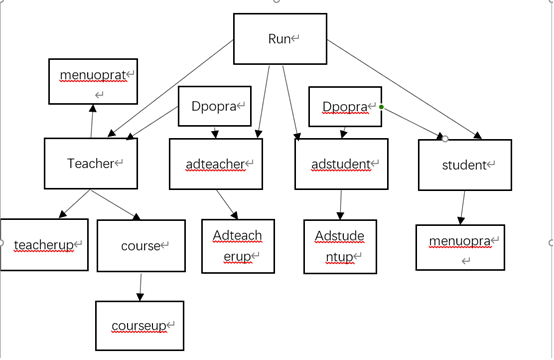 Run
menuoprat
Dpopra
Dpopra
Teacher
adteacher
adstudent
student
teacherup
course
Adteach
erup
Adstude
ntup
menuopra
courseup